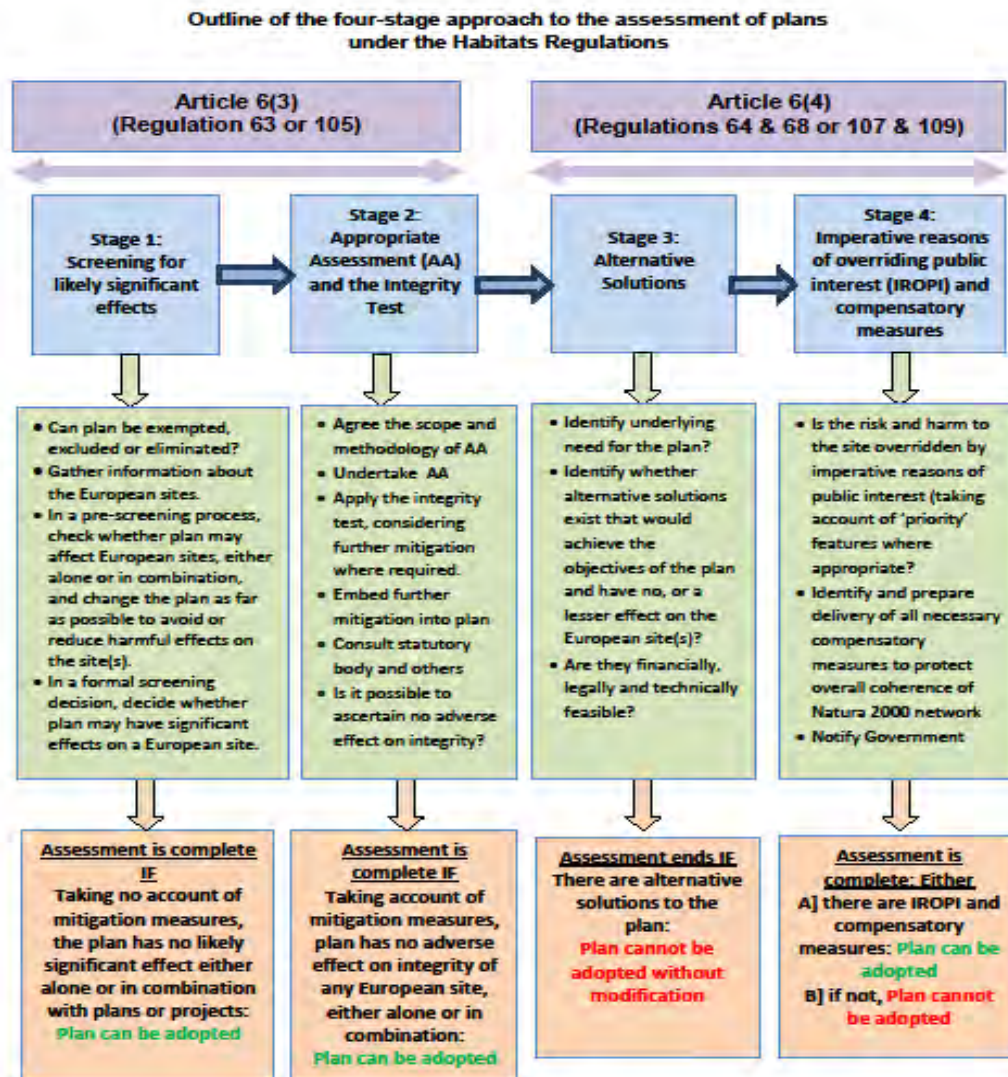 Outline of the four-stage approach to the assessment of plans
under the Habitats Regulations
Article 6(3)
(Regulation 63 or 105)
Article 6(4)
(Regulations 64 & 68 or 107 & 109)
Stage 1:
Screening for
likely significant
effects
Stage 2:
Appropriate
Assessment (AA)
and the Integrity
Test
Stage 3:
Alternative
Solutions
Stage 4:
Imperative reasons
of overriding public
interest (IROPI) and
compensatory
measures
• Can plan be exempted,
excluded or eliminated?
• Gather information about
the European sites.
• In a pre-screening process,
check whether plan may
affect European sites, either
alone or in combination,
and change the plan as far
as possible to avoid or
reduce harmful effects on
the site(s).
• In a formal screening
decision, decide whether
plan may have significant
effects on a European site.
• Agree the scope and
methodology of AA
• Undertake AA
• Apply the integrity
test, considering
further mitigation
where required.
• Embed further
mitigation into plan
• Consult statutory
body and others
• Is it possible to
ascertain no adverse
effect on integrity?
• Identify underlying
need for the plan?
• Identify whether
alternative solutions
exist that would
achieve the
objectives of the plan
and have no, or a
lesser effect on the
European site(s)?
• Are they financially,
legally and technically
feasible?
• Is the risk and harm to
the site overridden by
imperative reasons of
public interest (taking
account of ‘priority’
features where
appropriate?
• Identify and prepare
delivery of all necessary
compensatory
measures to protect
overall coherence of
Natura 2000 network
• Notify Government
Assessment is complete
IF
Taking no account of
mitigation measures,
the plan has no likely
significant effect either
alone or in combination
with plans or projects:
Plan can be adopted
Assessment is
complete IF
Taking account of
mitigation measures,
plan has no adverse
effect on integrity of
any European site,
either alone or in
combination:
Plan can be adopted
Assessment ends IF
There are alternative
solutions to the
plan:
Plan cannot be
adopted without
modification
Assessment is
complete: Either
A] there are IROPI and
compensatory
measures: Plan can be
adopted
B] if not, Plan cannot
be adopted